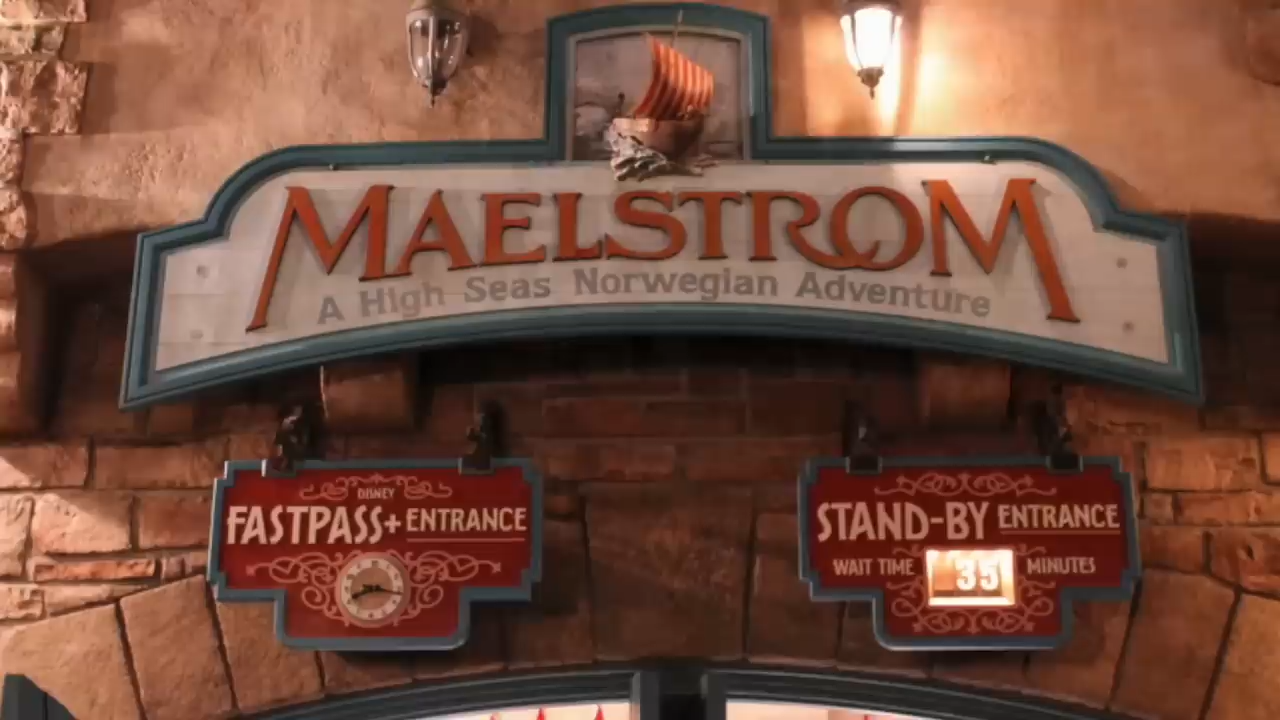 MAELSTROM
A High Seas Norwegian Adventure
DISNEY
FASTPASS+ ENTRANCE
STAND-BY ENTRANCE
WAIT TIME 35 MINUTES